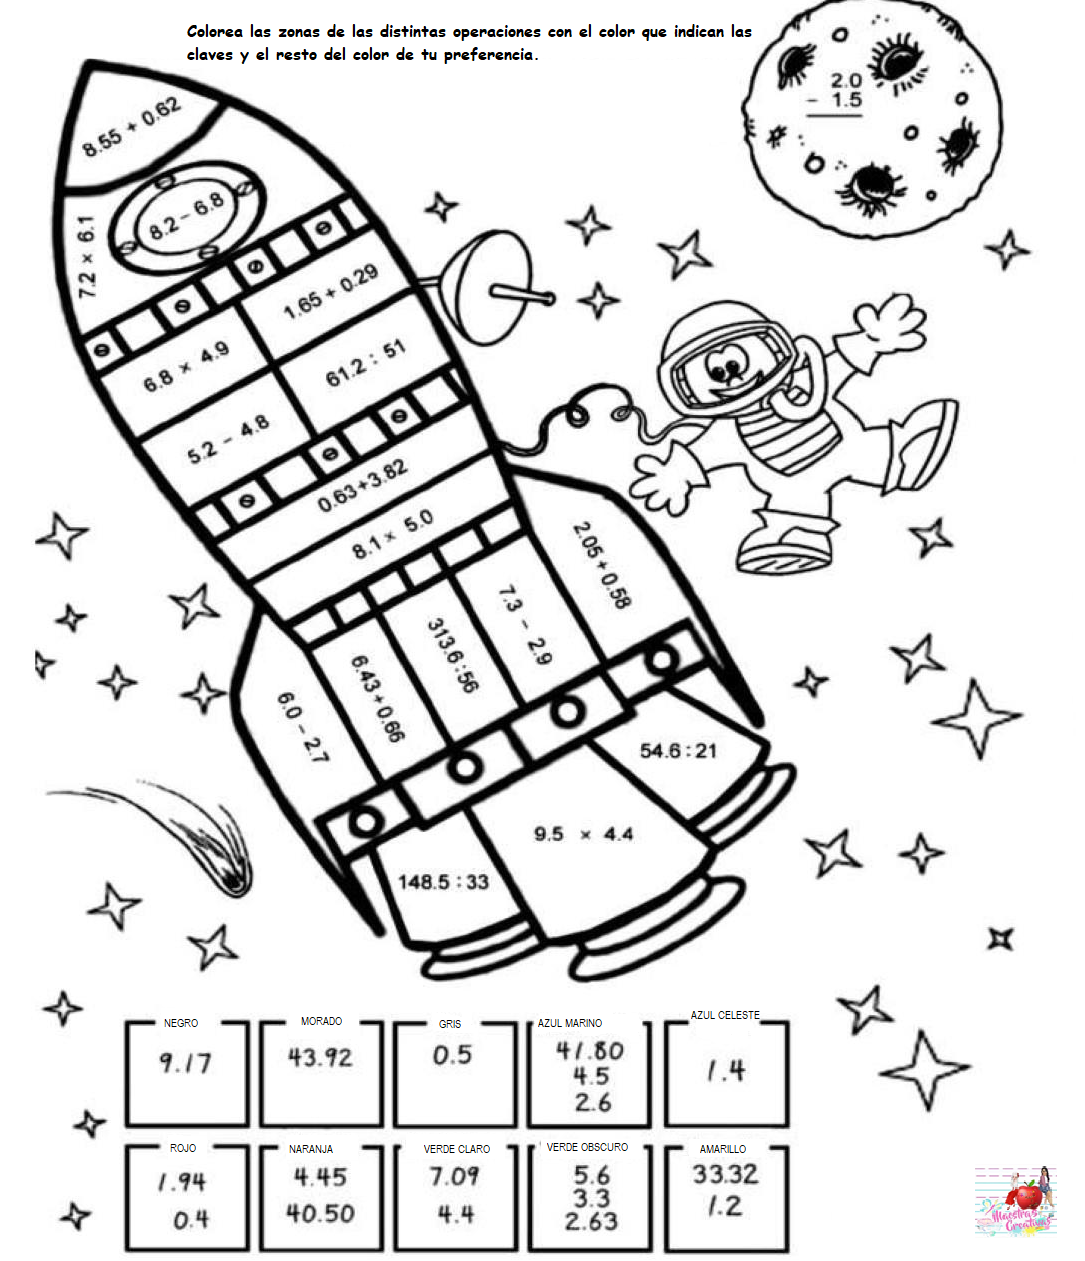 Colorea las zonas de las distintas operaciones con el color que indican las
claves y el resto del color de tu preferencia.
2.0
- 1.5
8.55 + 0.62
8.2 - 6.8
7.2 × 6.1
1.65 + 0.29
6.8 × 4.9
61.2 : 51
5.2 - 4.8
0.63+3.82
8.1 × 5.0
2.05+0.58
7.3 - 2.9
313.6:56
6.43+0.66
6.0 - 2.7
54.6 : 21
9.5 × 4.4
148.5 : 33
NEGRO
9.17
MORADO
43.92
GRIS
0.5
AZUL MARINO
41.80
4.5
2.6
AZUL CELESTE
1.4
ROJO
1.94
0.4
NARANJA
4.45
40.50
VERDE CLARO
7.09
4.4
VERDE OBSCURO
5.6
3.3
2.63
AMARILLO
33.32
1.2
Maestras
Creativas